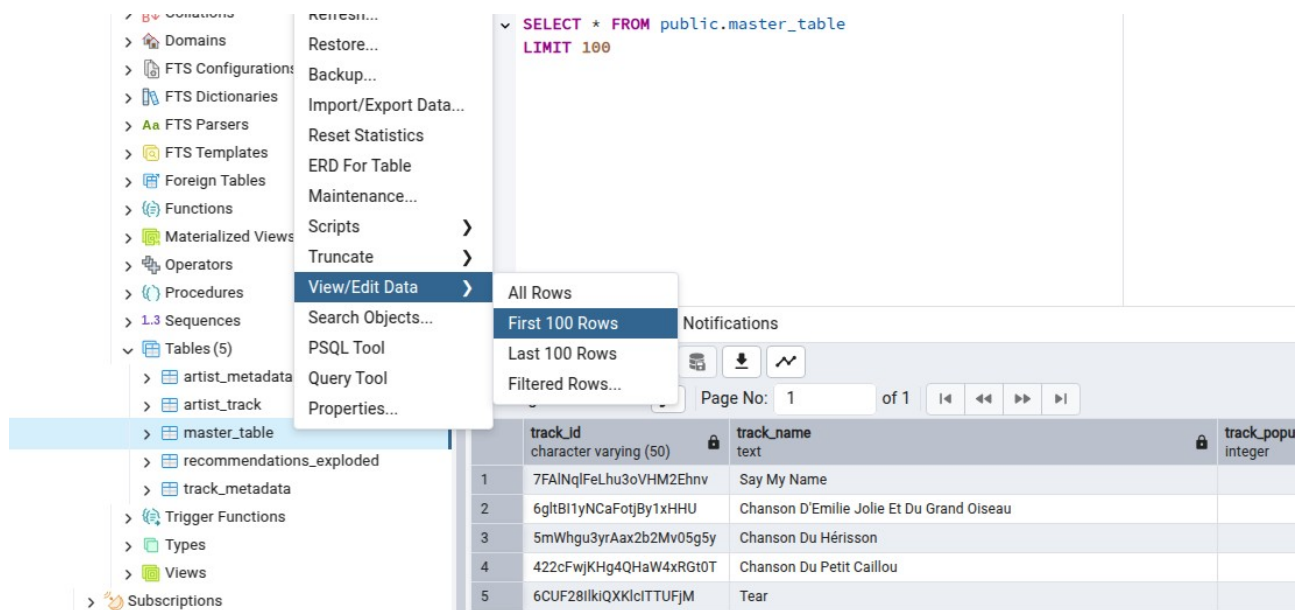 Collations
Domains
FTS Configurations
FTS Dictionaries
Aa FTS Parsers
FTS Templates
Foreign Tables
Functions
Materialized Views
Operators
Procedures
1..3 Sequences
Tables (5)
artist_metadata
artist_track
master_table
recommendations_exploded
track_metadata
Trigger Functions
Types
Views
Subscriptions
Refresh...
Restore...
Backup...
Import/Export Data...
Reset Statistics
ERD For Table
Maintenance...
Scripts
Truncate
View/Edit Data
Search Objects...
PSQL Tool
Query Tool
Properties...
All Rows
First 100 Rows
Last 100 Rows
Filtered Rows...
SELECT * FROM public.master_table
LIMIT 100
Notifications
Page No: 1 of 1
track_id track_name track_popu
character varying (50) text integer
1 7FAlNqlFeLhu3oVHM2Ehnv Say My Name
2 6gltBI1yNCaFotjBy1xHHU Chanson D'Emilie Jolie Et Du Grand Oiseau
3 5mWhgu3yrAax2b2Mv05g5y Chanson Du Hérisson
4 422cFwjKHg4QHaW4xRGt0T Chanson Du Petit Caillou
5 6CUF28IlkiQXKlcITTUFjM Tear